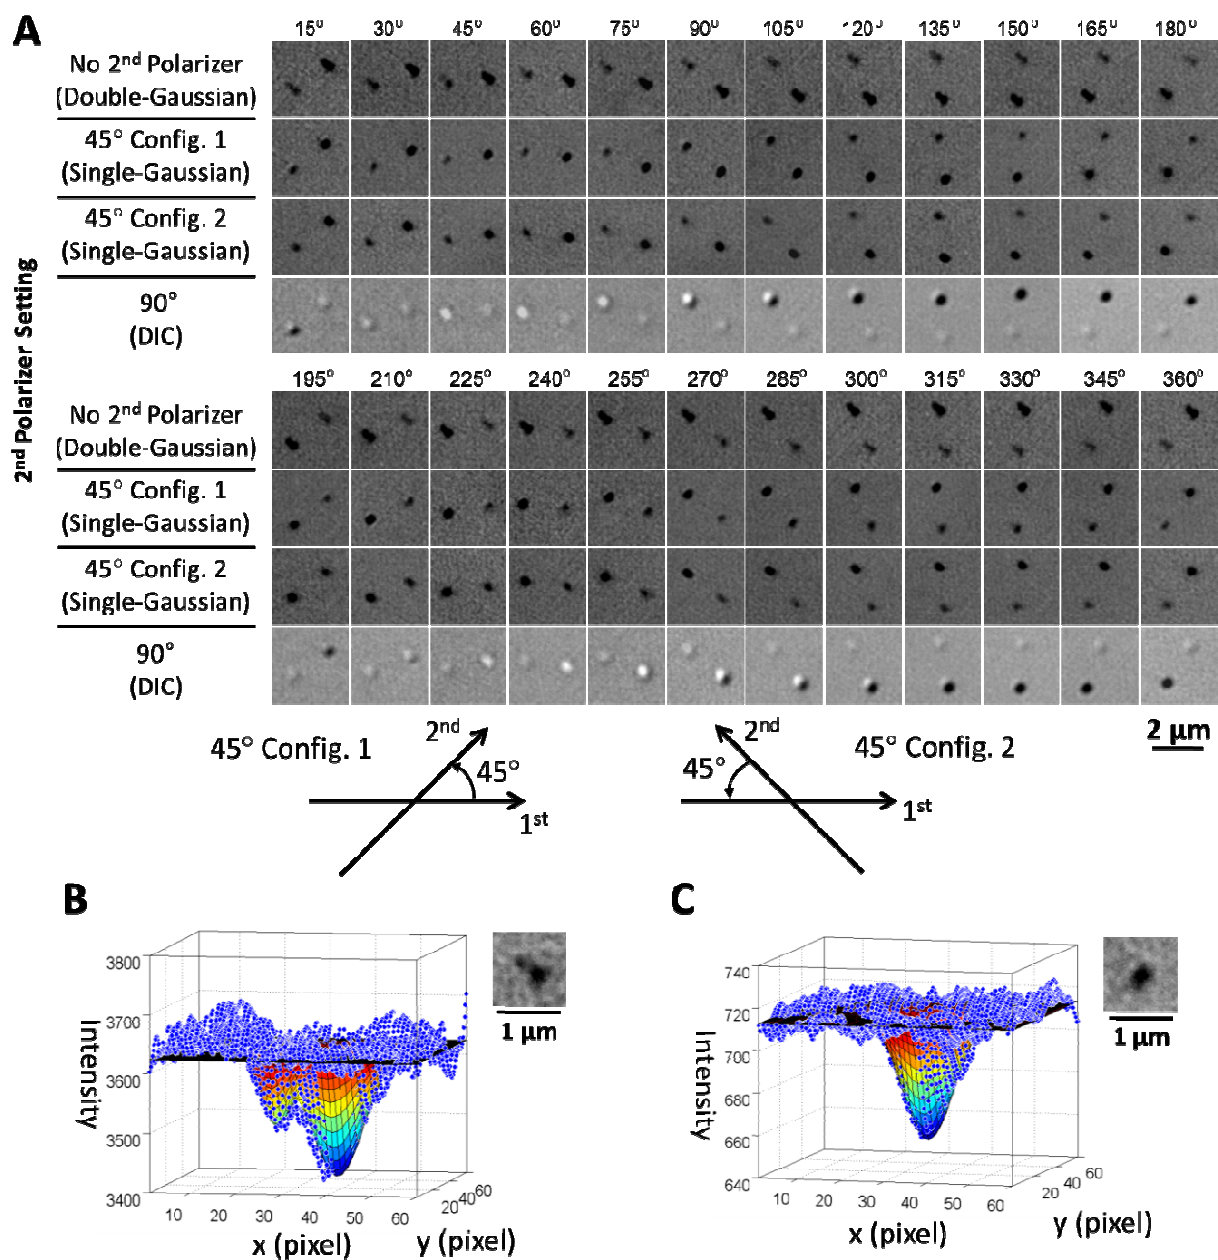 A
15° 30° 45° 60° 75° 90° 105° 120° 135° 150° 165° 180°
No 2nd Polarizer
(Double-Gaussian)
45° Config. 1
(Single-Gaussian)
45° Config. 2
(Single-Gaussian)
90°
(DIC)
2nd Polarizer Setting
195° 210° 225° 240° 255° 270° 285° 300° 315° 330° 345° 360°
No 2nd Polarizer
(Double-Gaussian)
45° Config. 1
(Single-Gaussian)
45° Config. 2
(Single-Gaussian)
90°
(DIC)
2 µm
45° Config. 1
2nd
45°
1st
2nd
45°
1st
45° Config. 2
B
3800
3700
3600
3500
3400
Intensity
10 20 30 40 50 60
x (pixel)
20 40 60
y (pixel)
1 µm
C
740
720
700
680
660
640
Intensity
10 20 30 40 50 60
x (pixel)
20 40 60
y (pixel)
1 µm